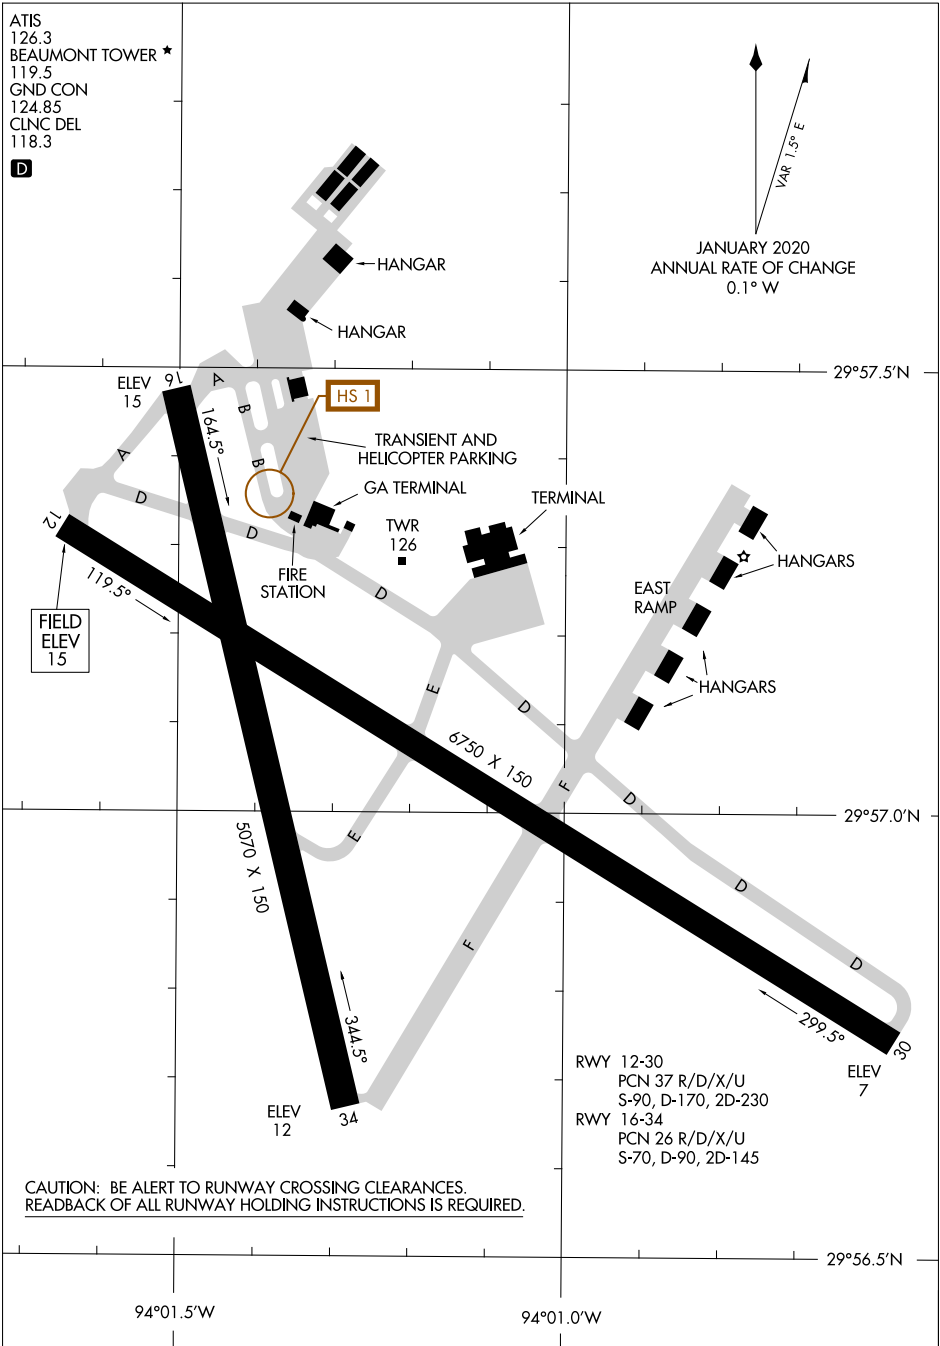 ATIS
126.3
BEAUMONT TOWER ★
119.5
GND CON
124.85
CLNC DEL
118.3
D
VAR 1.5° E
JANUARY 2020
ANNUAL RATE OF CHANGE
0.1° W
HANGAR
HANGAR
29°57.5'N
ELEV
15
16
A
B
HS 1
164.5°
TRANSIENT AND
HELICOPTER PARKING
A
B
GA TERMINAL
TERMINAL
D
12
D
TWR
126
HANGARS
FIRE
STATION
119.5°
D
EAST
RAMP
FIELD
ELEV
15
E
HANGARS
D
6750 X 150
F
D
29°57.0'N
E
5070 X 150
D
F
D
299.5°
344.5°
30
ELEV
7
RWY 12-30
PCN 37 R/D/X/U
S-90, D-170, 2D-230
RWY 16-34
PCN 26 R/D/X/U
S-70, D-90, 2D-145
ELEV
12
34
CAUTION: BE ALERT TO RUNWAY CROSSING CLEARANCES.
READBACK OF ALL RUNWAY HOLDING INSTRUCTIONS IS REQUIRED.
29°56.5'N
94°01.5'W
94°01.0'W